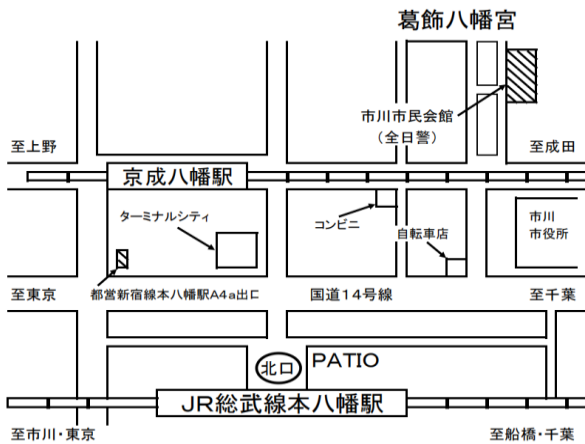 葛飾八幡宮
市川市民会館
（全日警）
至上野
至成田
京成八幡駅
ターミナルシティ
コンビニ
自転車店
市川
市役所
至東京
都営新宿線本八幡駅A4a出口
国道14号線
至千葉
北口
PATIO
JR総武線本八幡駅
至市川・東京
至船橋・千葉